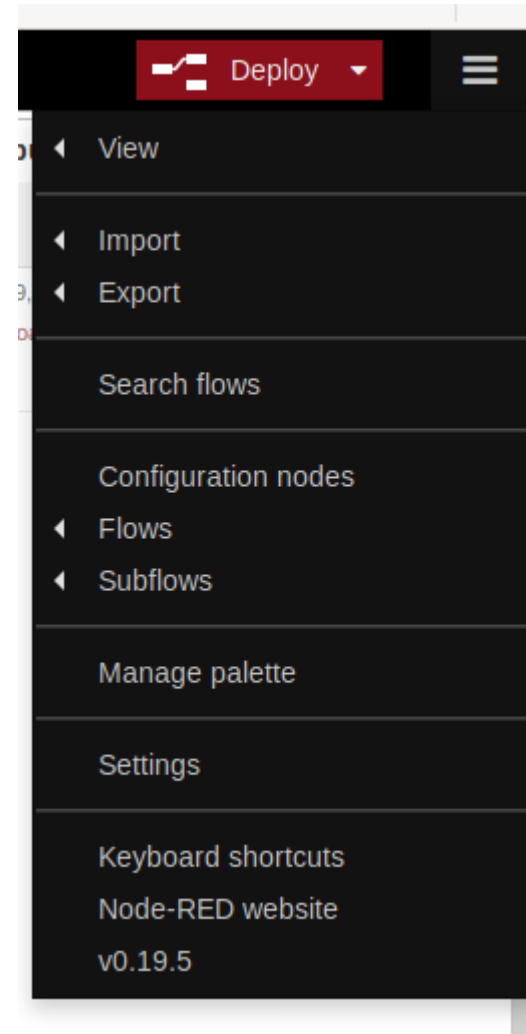 Deploy
View
Import
Export
Search flows
Configuration nodes
Flows
Subflows
Manage palette
Settings
Keyboard shortcuts
Node-RED website
v0.19.5